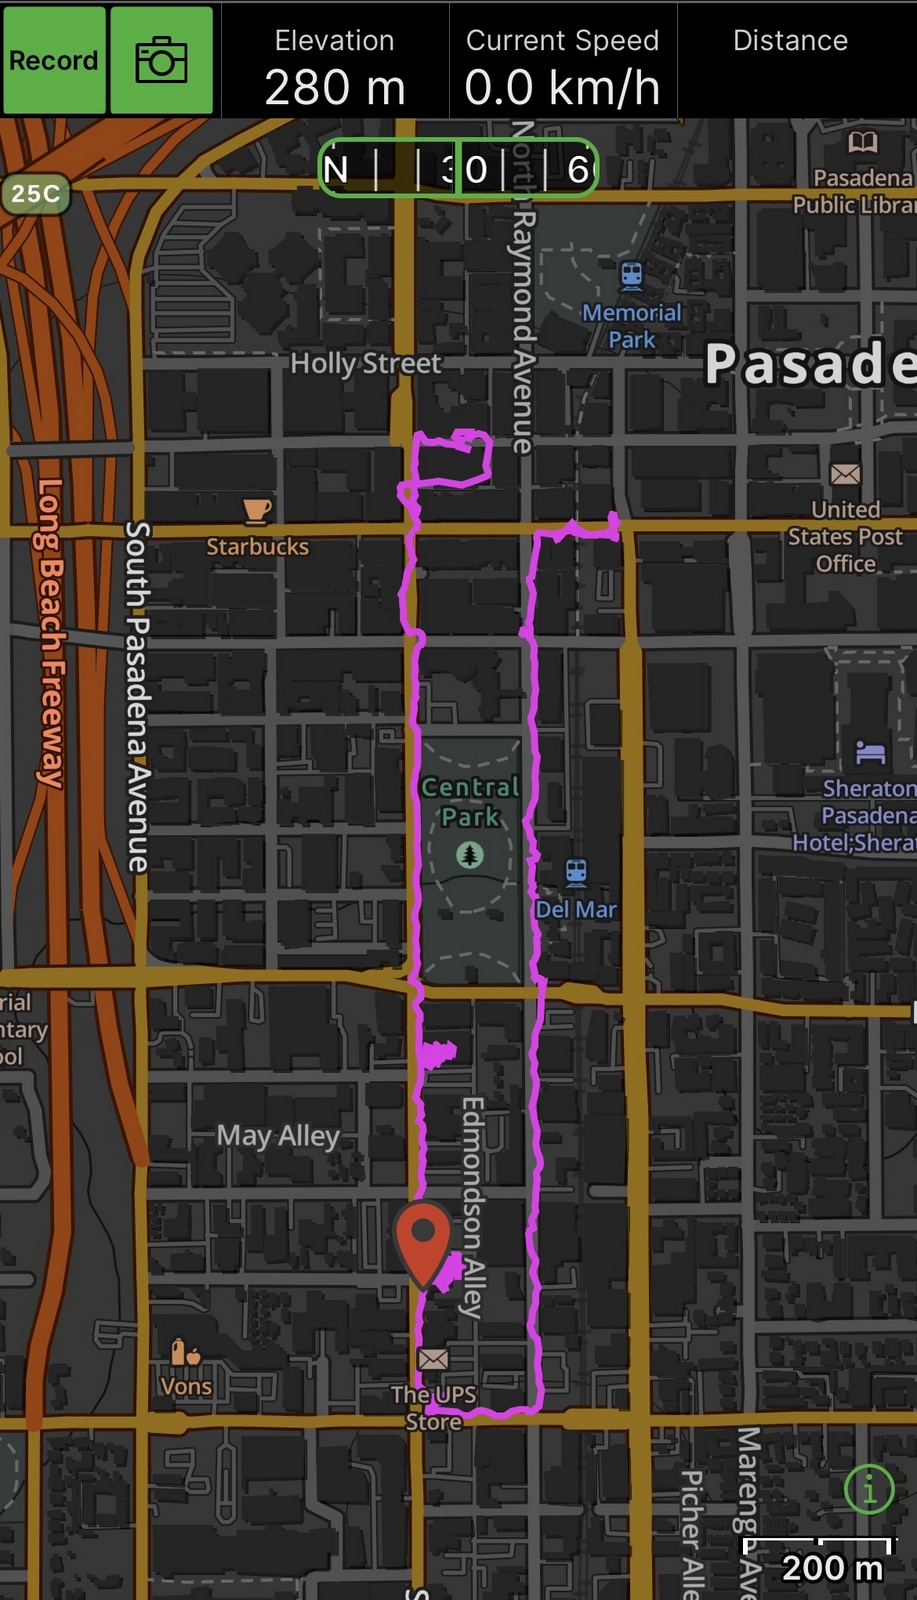 Record
Elevation
280 m
Current Speed
0.0 km/h
Distance
N 30 6
25C
North Raymond Avenue
Pasadena
Public Librar
Memorial
Park
Holly Street
Pasade
Long Beach Freeway
South Pasadena Avenue
Starbucks
United
States Post
Office
Central
Park
Sheraton
Pasadena
Hotel;Sherat
Del Mar
rial
ntary
ool
May Alley
Edmondson Alley
Vons
The UPS
Store
Picher Alle
Mareng Ave
S
200 m